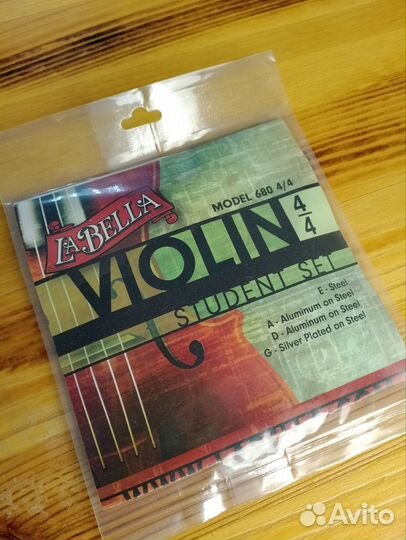 LA BELLA
MODEL 680 4/4
VIOLIN 4/4
STUDENT SET
E - Steel
A - Aluminum on Steel
D - Aluminum on Steel
G - Silver Plated on Steel
Avito